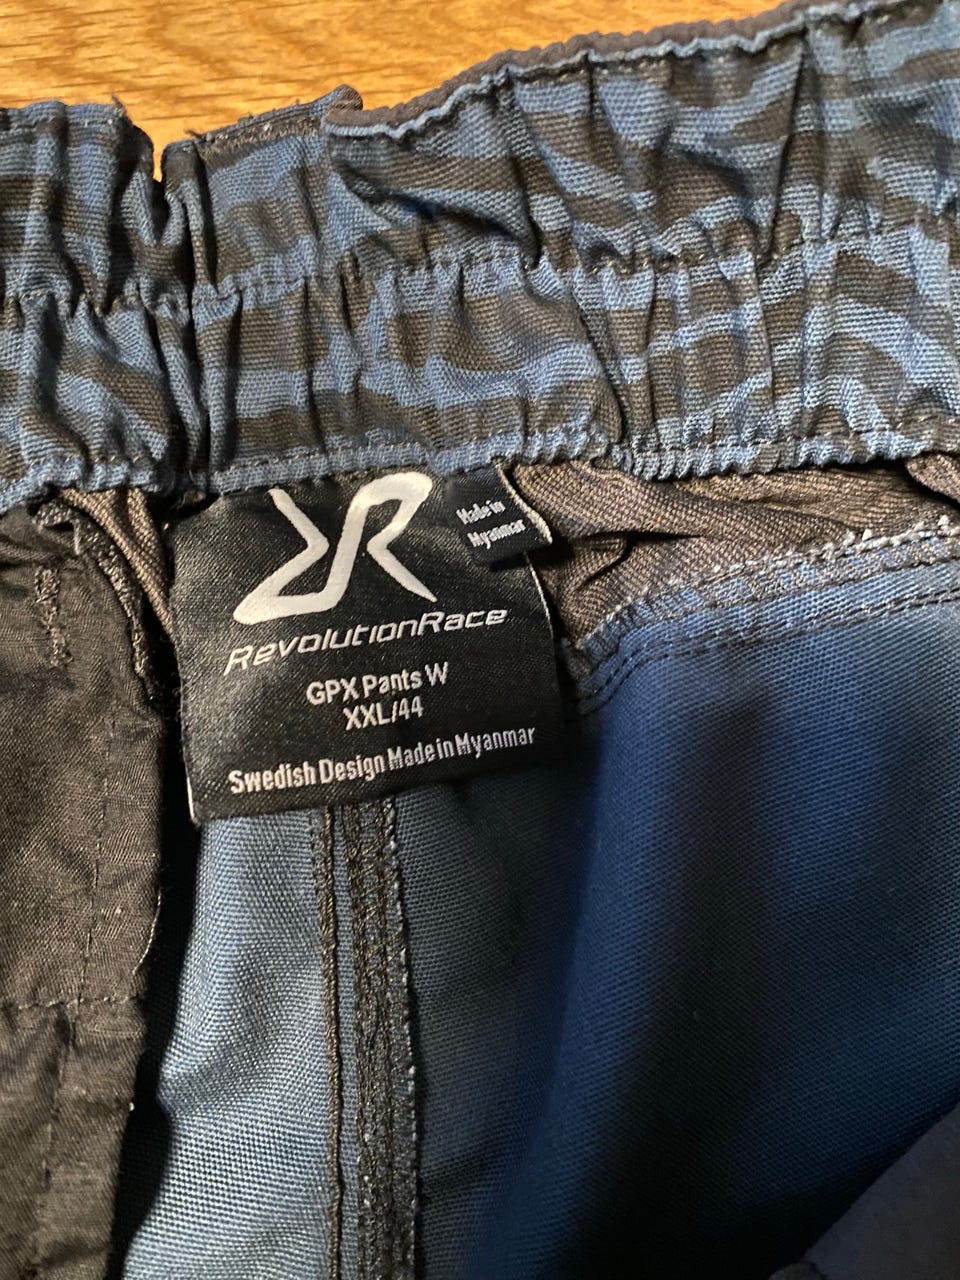 Made in
Myanmar
RevolutionRace
GPX Pants W
XXL/44
Swedish Design Made in Myanmar